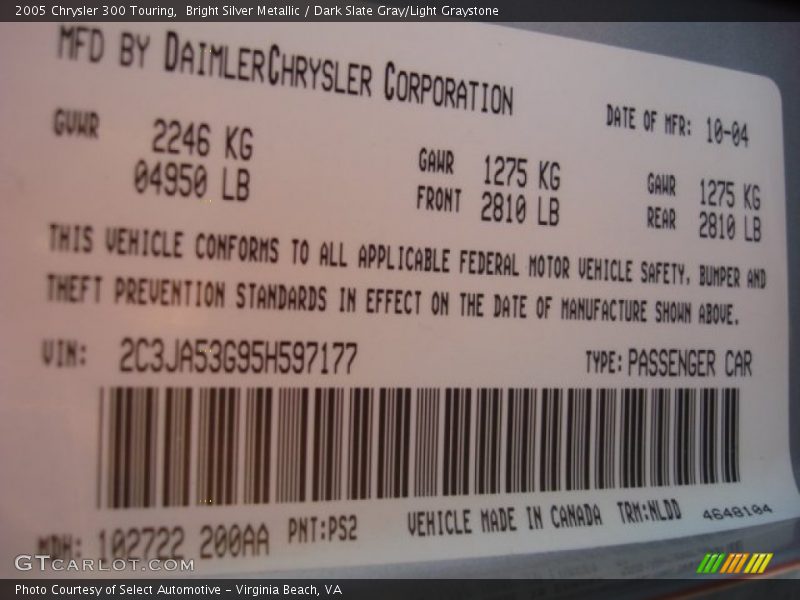 2005 Chrysler 300 Touring,  Bright Silver Metallic / Dark Slate Gray/Light Graystone
MFD BY DAIMLERCHRYSLER CORPORATION
DATE OF MFR: 10-04
GVWR 2246 KG
04950 LB
GAWR 1275 KG
FRONT 2810 LB
GAWR 1275 KG
REAR 2810 LB
THIS VEHICLE CONFORMS TO ALL APPLICABLE FEDERAL MOTOR VEHICLE SAFETY, BUMPER AND
THEFT PREVENTION STANDARDS IN EFFECT ON THE DATE OF MANUFACTURE SHOWN ABOVE.
VIN: 2C3JA53G95H597177
TYPE: PASSENGER CAR
MDH: 102722 200AA PNT:PS2 VEHICLE MADE IN CANADA TRM:NLDD 4648104
GTCARLOT.COM
Photo Courtesy of Select Automotive – Virginia Beach, VA